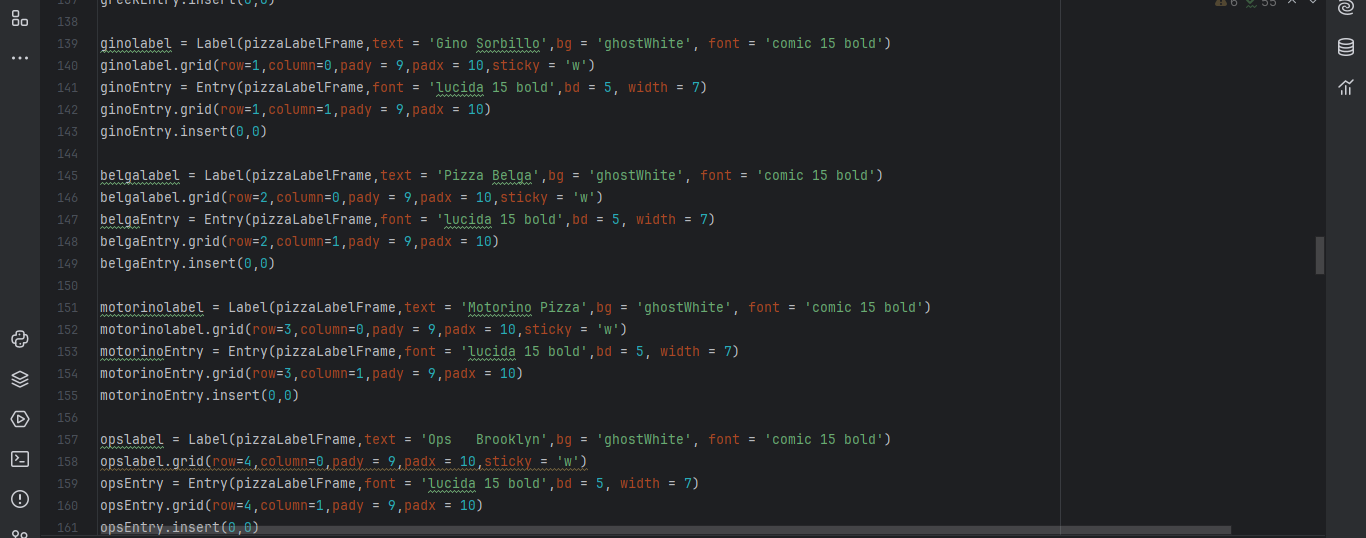 137 greekEntry.insert(0,0)
6 55
138
139 ginolabel = Label(pizzaLabelFrame,text = 'Gino Sorbillo',bg = 'ghostWhite', font = 'comic 15 bold')
140 ginolabel.grid(row=1,column=0,pady = 9,padx = 10,sticky = 'w')
141 ginoEntry = Entry(pizzaLabelFrame,font = 'lucida 15 bold',bd = 5, width = 7)
142 ginoEntry.grid(row=1,column=1,pady = 9,padx = 10)
143 ginoEntry.insert(0,0)
144
145 belgalabel = Label(pizzaLabelFrame,text = 'Pizza Belga',bg = 'ghostWhite', font = 'comic 15 bold')
146 belgalabel.grid(row=2,column=0,pady = 9,padx = 10,sticky = 'w')
147 belgaEntry = Entry(pizzaLabelFrame,font = 'lucida 15 bold',bd = 5, width = 7)
148 belgaEntry.grid(row=2,column=1,pady = 9,padx = 10)
149 belgaEntry.insert(0,0)
150
151 motorinolabel = Label(pizzaLabelFrame,text = 'Motorino Pizza',bg = 'ghostWhite', font = 'comic 15 bold')
152 motorinolabel.grid(row=3,column=0,pady = 9,padx = 10,sticky = 'w')
153 motorinoEntry = Entry(pizzaLabelFrame,font = 'lucida 15 bold',bd = 5, width = 7)
154 motorinoEntry.grid(row=3,column=1,pady = 9,padx = 10)
155 motorinoEntry.insert(0,0)
156
157 opslabel = Label(pizzaLabelFrame,text = 'Ops   Brooklyn',bg = 'ghostWhite', font = 'comic 15 bold')
158 opslabel.grid(row=4,column=0,pady = 9,padx = 10,sticky = 'w')
159 opsEntry = Entry(pizzaLabelFrame,font = 'lucida 15 bold',bd = 5, width = 7)
160 opsEntry.grid(row=4,column=1,pady = 9,padx = 10)
161 opsEntry.insert(0,0)